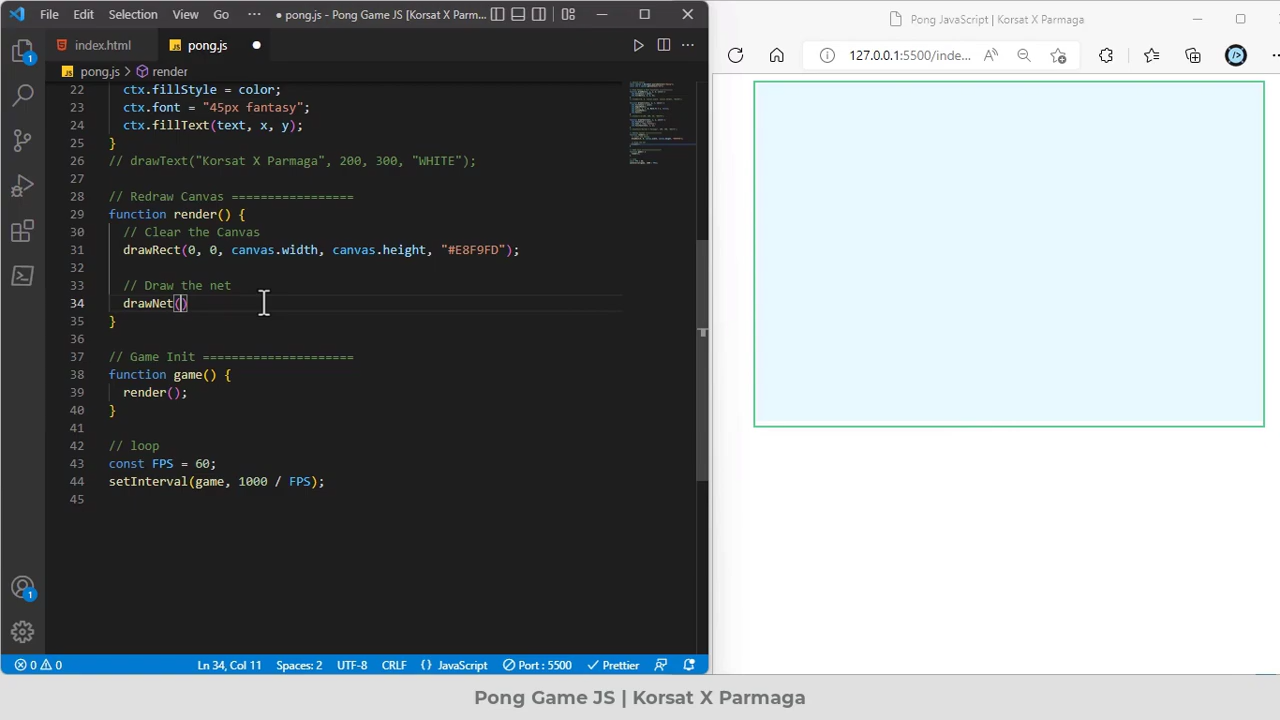 File Edit Selection View Go ··· ● pong.js - Pong Game JS [Korsat X Parm...
index.html pong.js ●
pong.js > render
22 ctx.fillStyle = color;
23 ctx.font = "45px fantasy";
24 ctx.fillText(text, x, y);
25 }
26 // drawText("Korsat X Parmaga", 200, 300, "WHITE");
27
28 // Redraw Canvas =================
29 function render() {
30 // Clear the Canvas
31 drawRect(0, 0, canvas.width, canvas.height, "#E8F9FD");
32
33 // Draw the net
34 drawNet()
35 }
36
37 // Game Init =====================
38 function game() {
39 render();
40 }
41
42 // loop
43 const FPS = 60;
44 setInterval(game, 1000 / FPS);
45
1
1
0 0 Ln 34, Col 11 Spaces: 2 UTF-8 CRLF {} JavaScript Port : 5500 Prettier
Pong JavaScript | Korsat X Parmaga
127.0.0.1:5500/inde...
Pong Game JS | Korsat X Parmaga